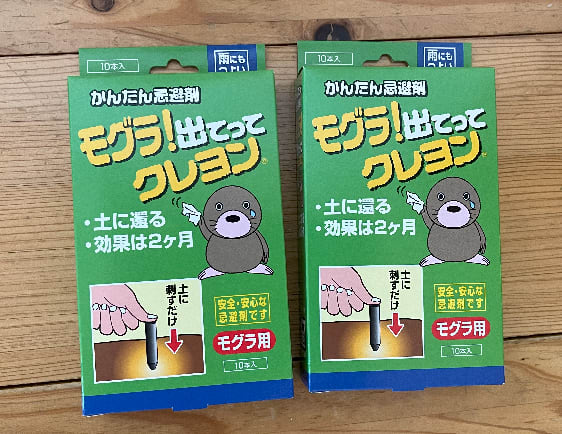 10本入
雨にも
つよい
かんたん忌避剤
モグラ!出てって
クレヨン
・土に還る
・効果は2ヶ月
土に
刺すだけ
安全・安心な
忌避剤です
モグラ用
10本入
10本入
雨にも
つよい
かんたん忌避剤
モグラ!出てって
クレヨン
・土に還る
・効果は2ヶ月
土に
刺すだけ
安全・安心な
忌避剤です
モグラ用
10本入